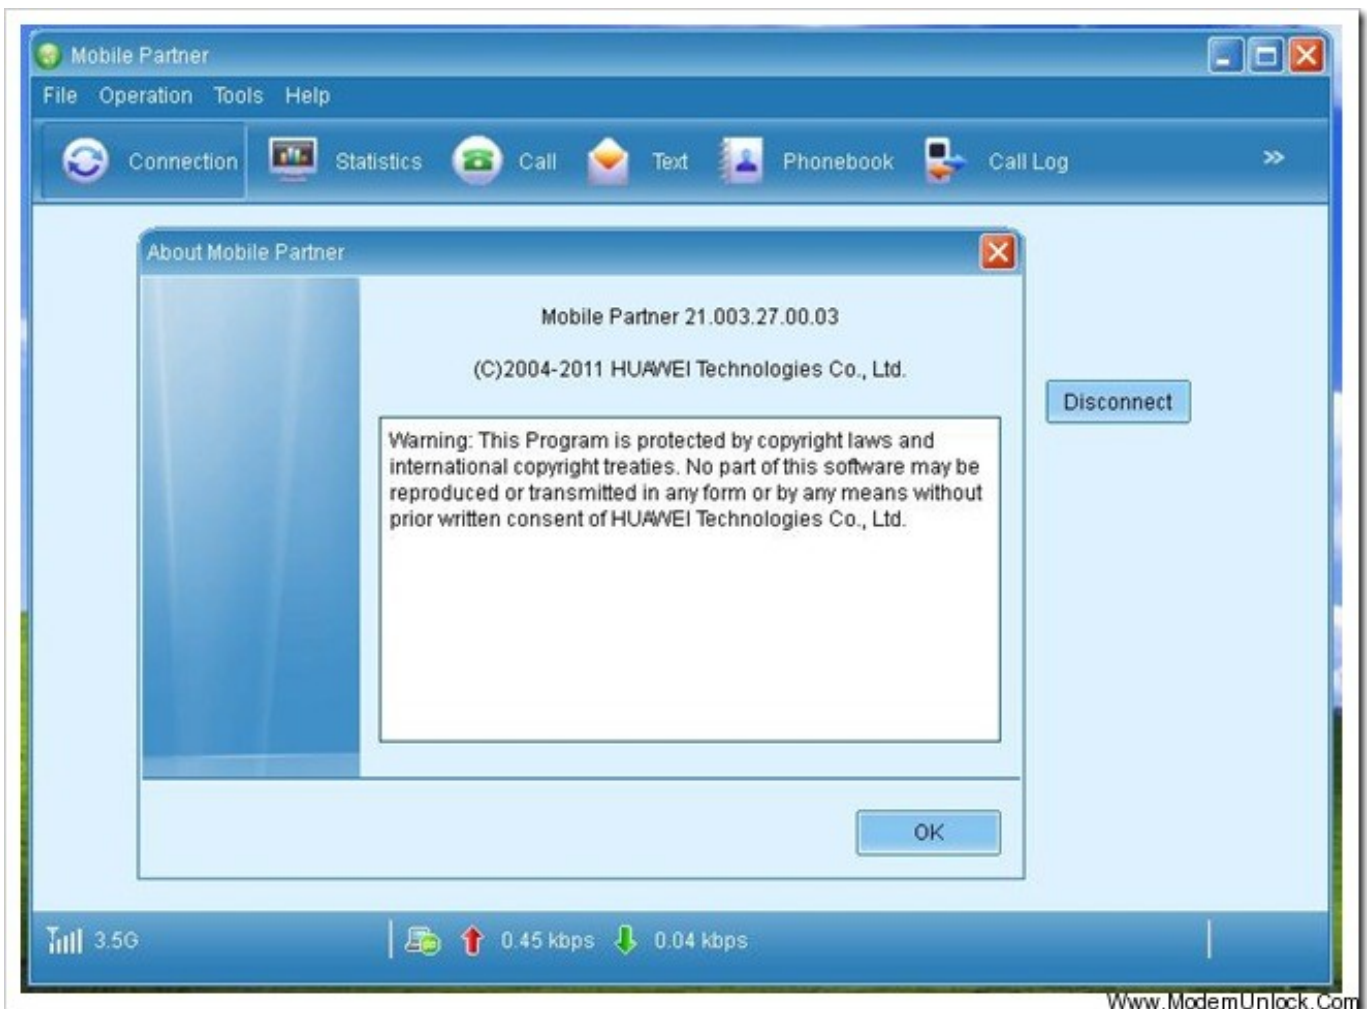 Mobile Partner
File Operation Tools Help
Connection Statistics Call Text Phonebook Call Log
About Mobile Partner
Mobile Partner 21.003.27.00.03
(C)2004-2011 HUAWEI Technologies Co., Ltd.
Warning: This Program is protected by copyright laws and
international copyright treaties. No part of this software may be
reproduced or transmitted in any form or by any means without
prior written consent of HUAWEI Technologies Co., Ltd.
Disconnect
OK
3.5G 0.45 kbps 0.04 kbps
Www.ModemUnlock.Com